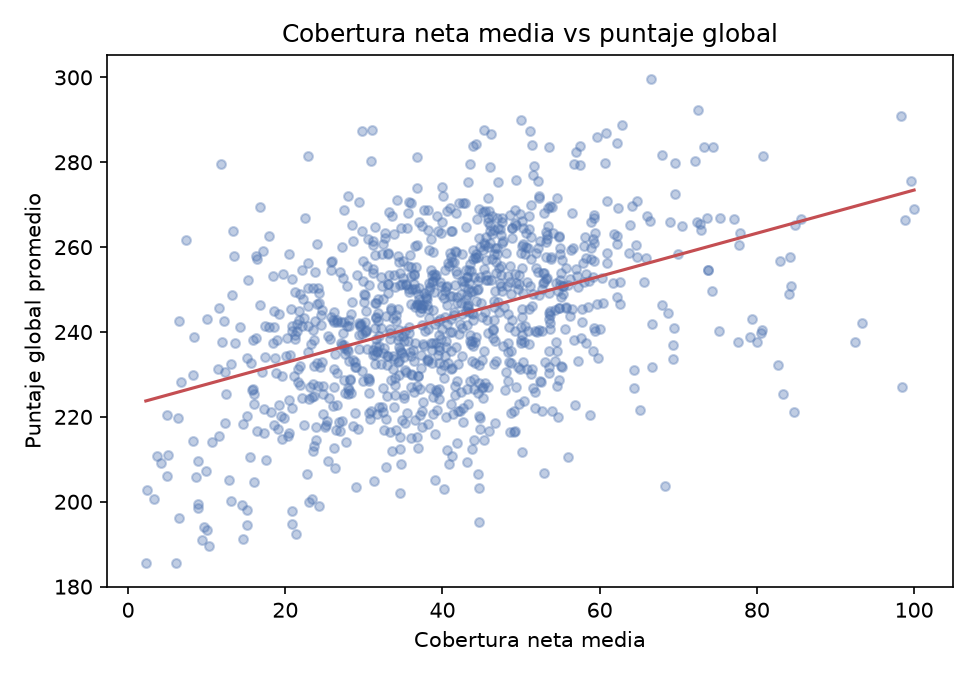 Cobertura neta media vs puntaje global
300
280
260
240
220
200
180
Puntaje global promedio
0 20 40 60 80 100
Cobertura neta media